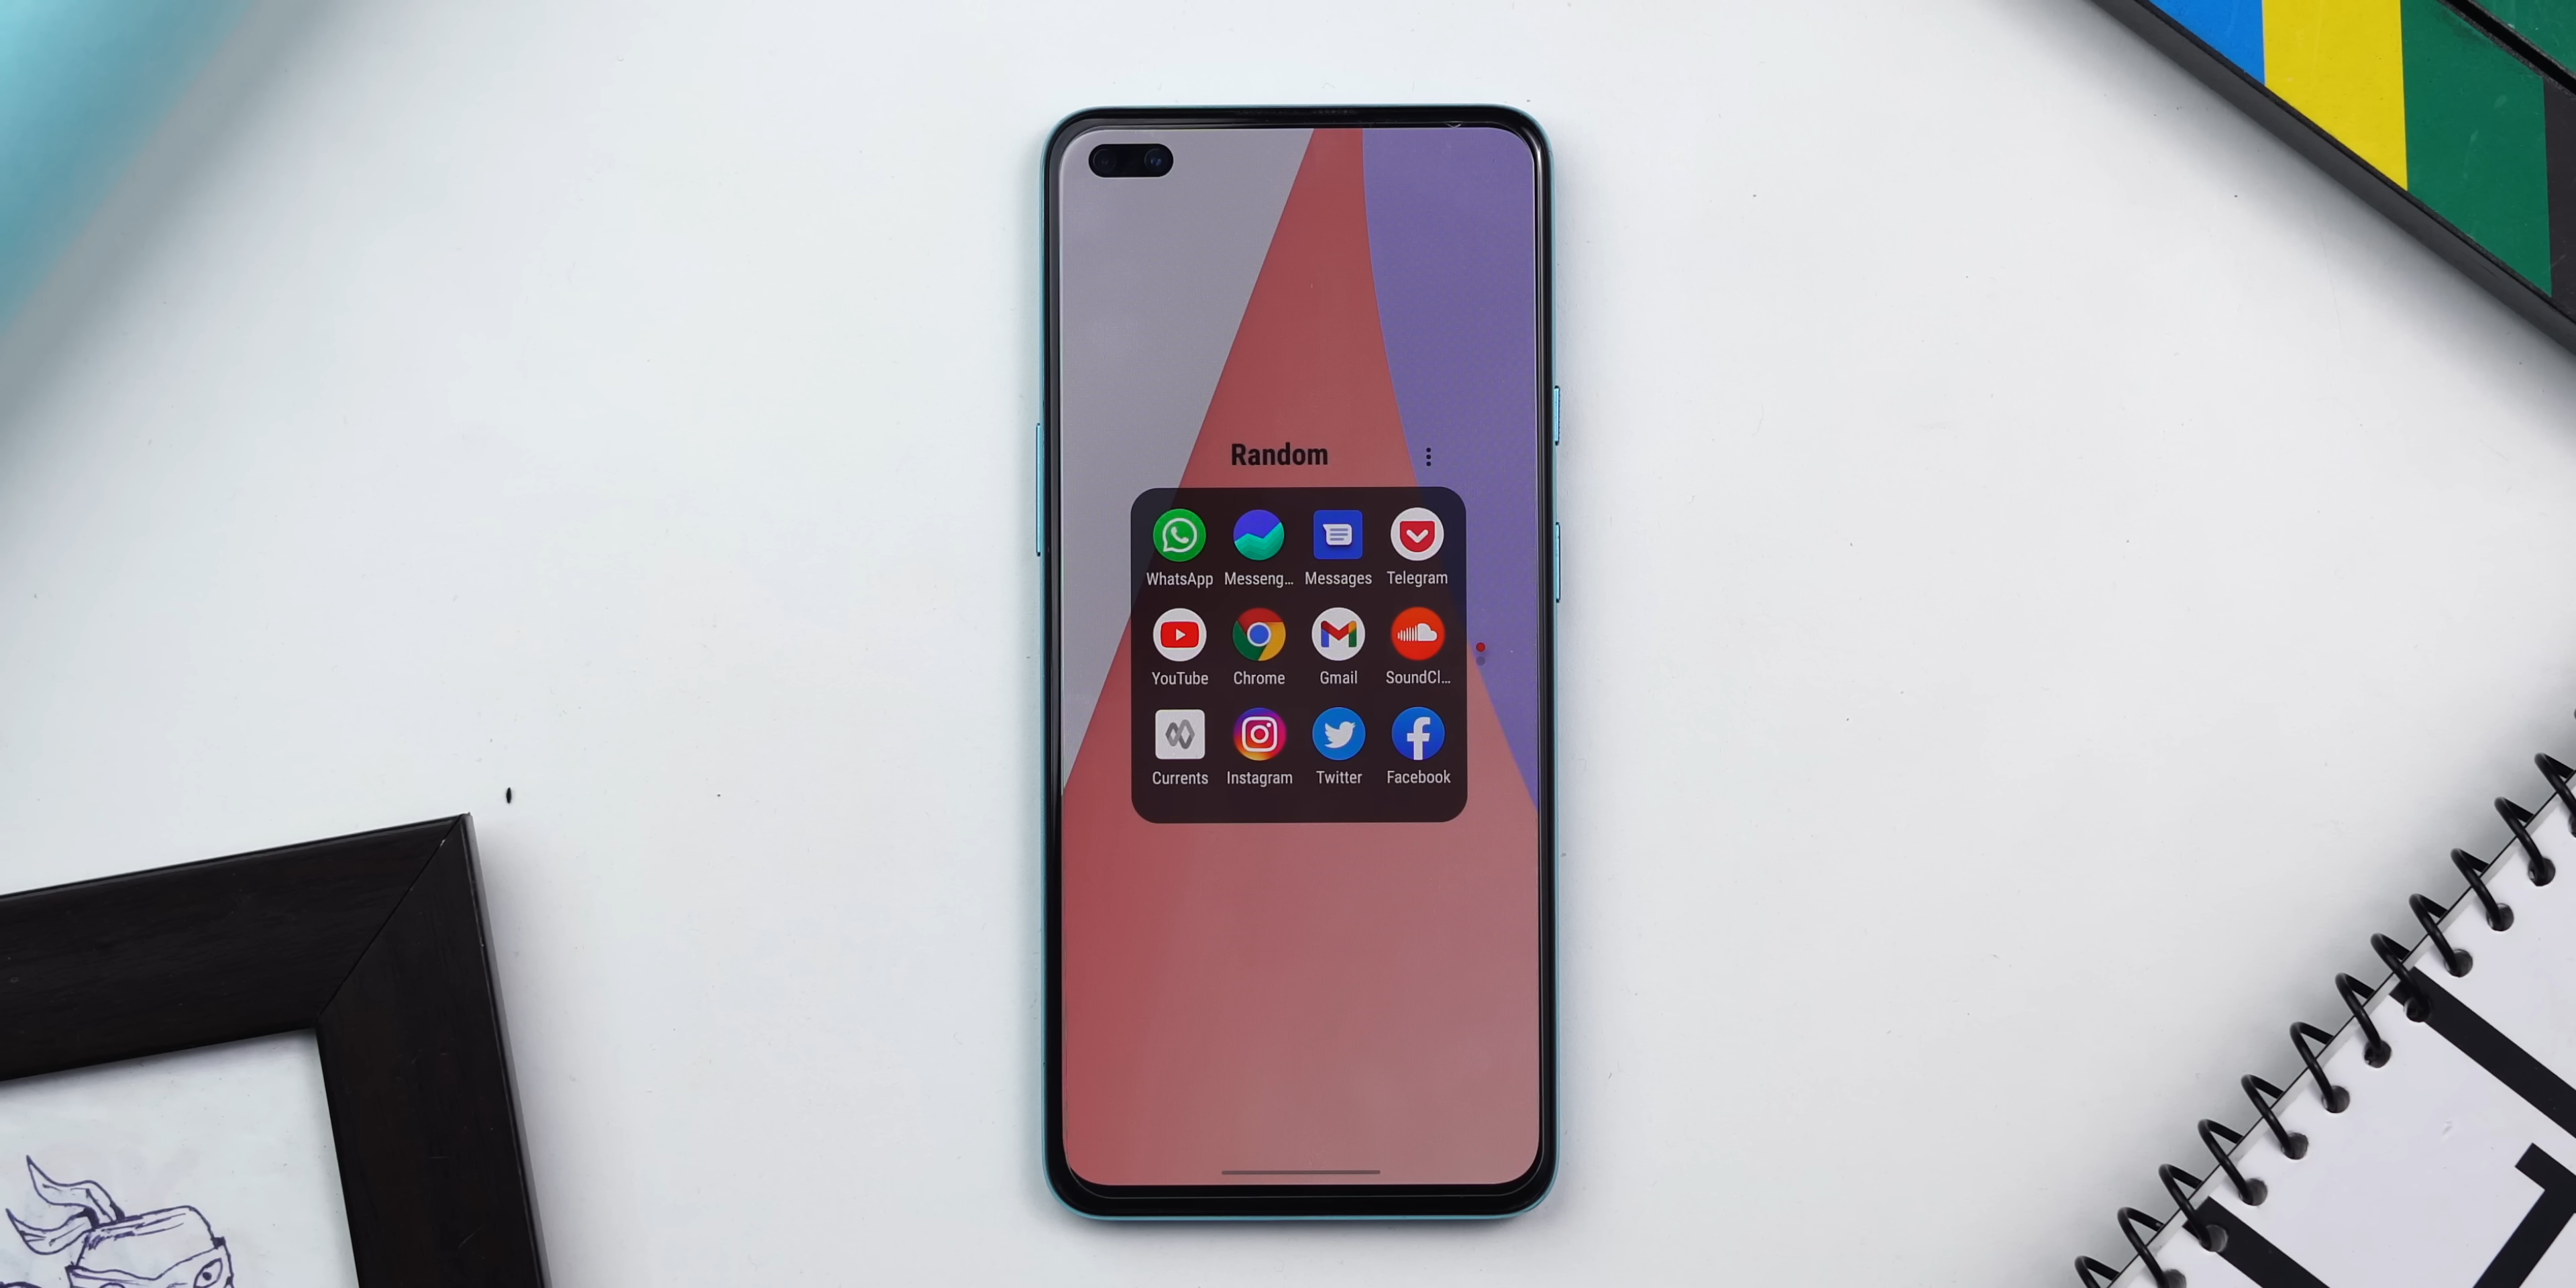 Random
WhatsApp Messeng... Messages Telegram
YouTube Chrome Gmail SoundCl...
Currents Instagram Twitter Facebook